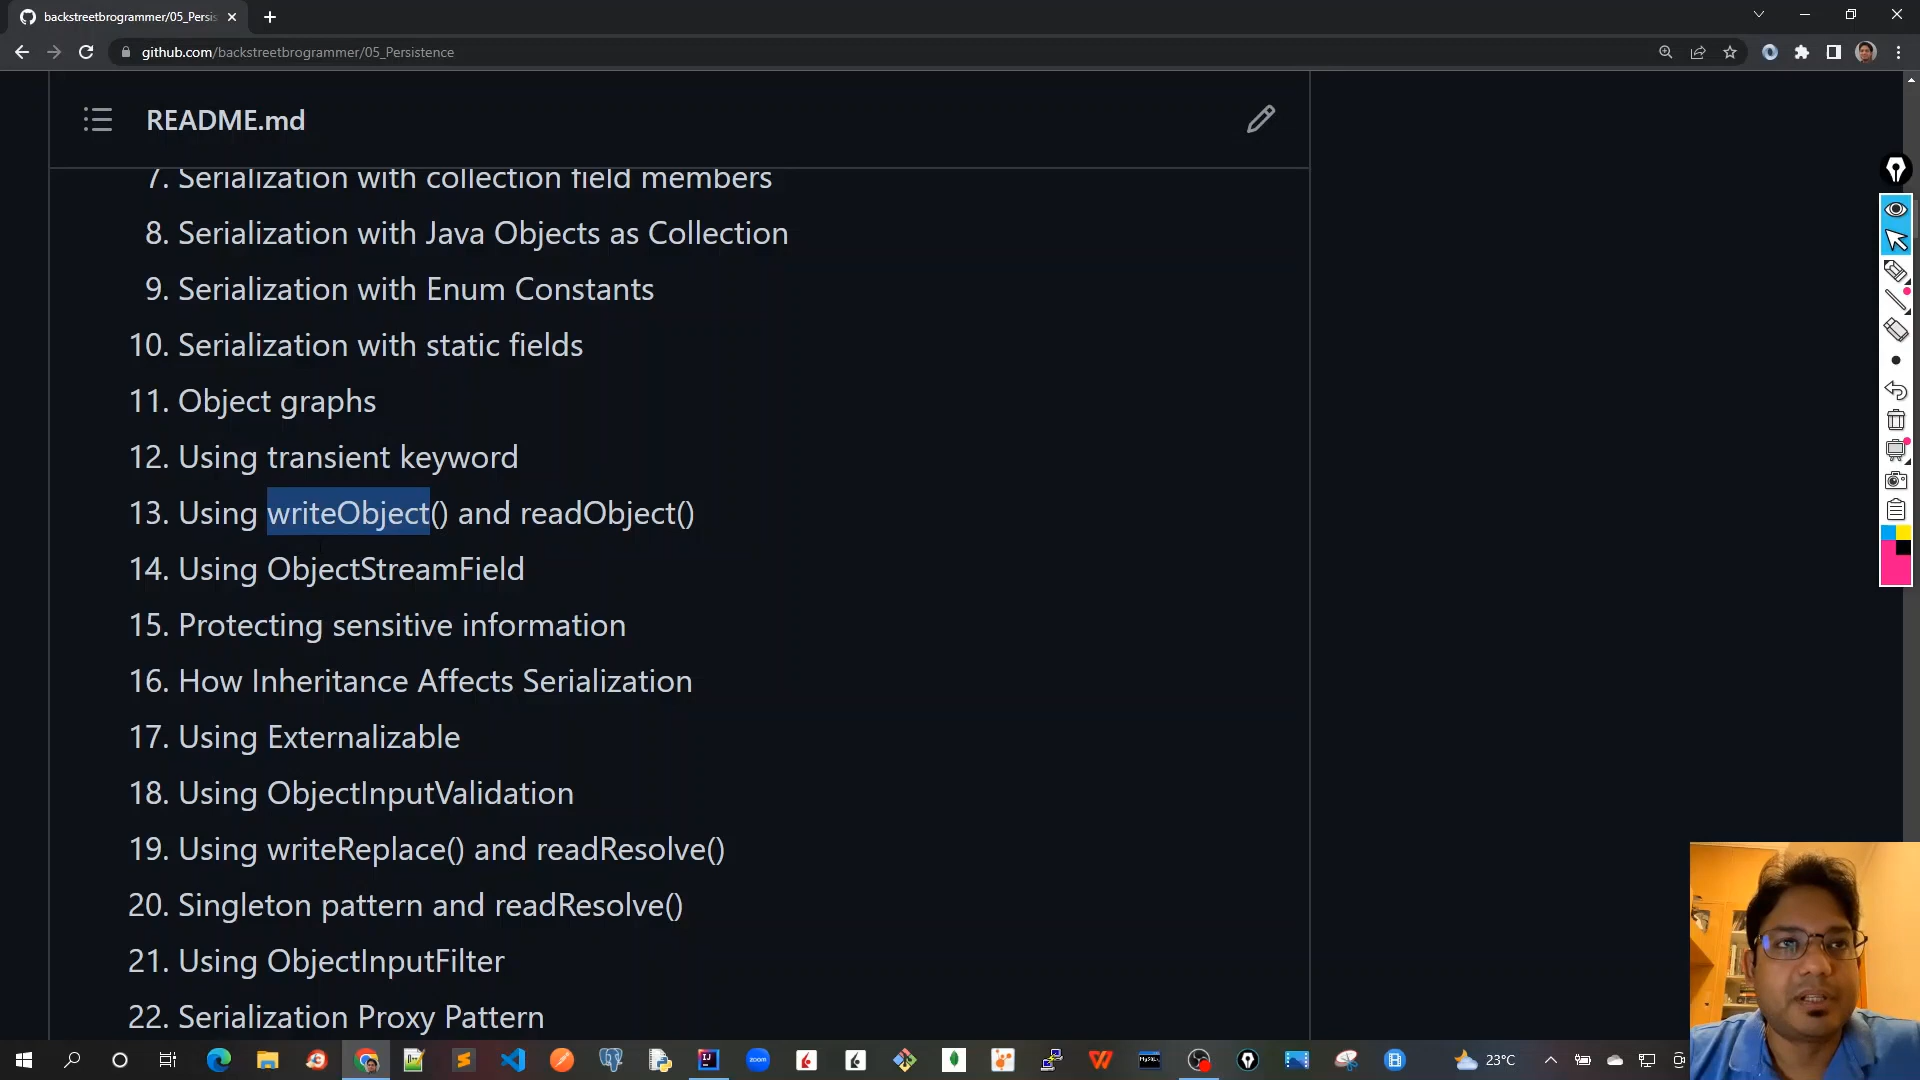 backstreetbrogrammer/05_Persis
github.com/backstreetbrogrammer/05_Persistence
README.md
7. Serialization with collection field members
8. Serialization with Java Objects as Collection
9. Serialization with Enum Constants
10. Serialization with static fields
11. Object graphs
12. Using transient keyword
13. Using writeObject() and readObject()
14. Using ObjectStreamField
15. Protecting sensitive information
16. How Inheritance Affects Serialization
17. Using Externalizable
18. Using ObjectInputValidation
19. Using writeReplace() and readResolve()
20. Singleton pattern and readResolve()
21. Using ObjectInputFilter
22. Serialization Proxy Pattern
zoom
23°C